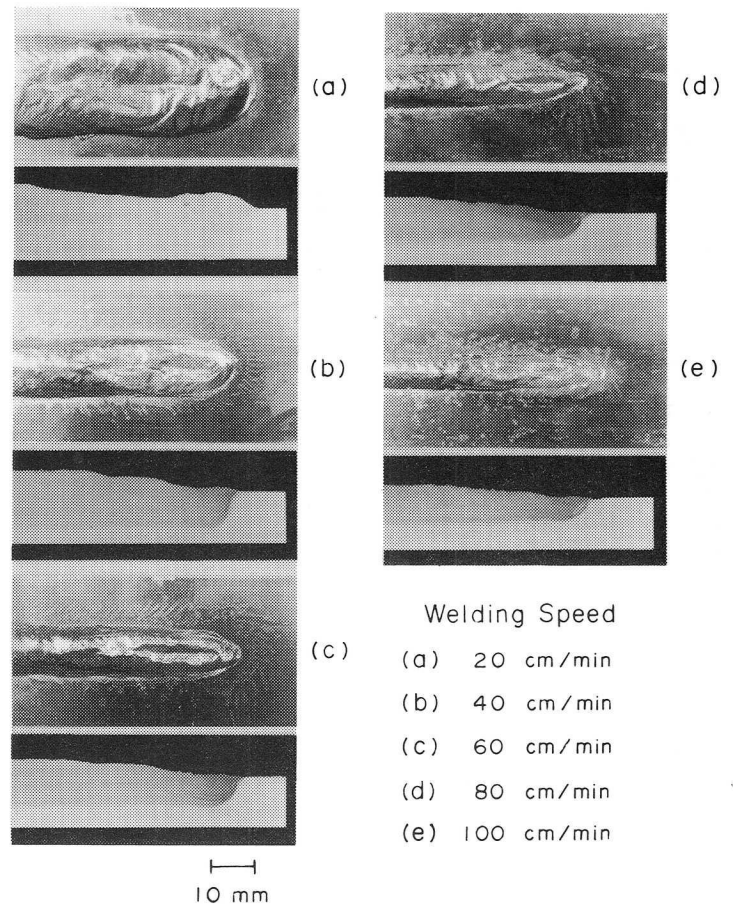 (a)
(b)
(c)
10 mm
(d)
(e)
Welding Speed
(a) 20 cm/min
(b) 40 cm/min
(c) 60 cm/min
(d) 80 cm/min
(e) 100 cm/min